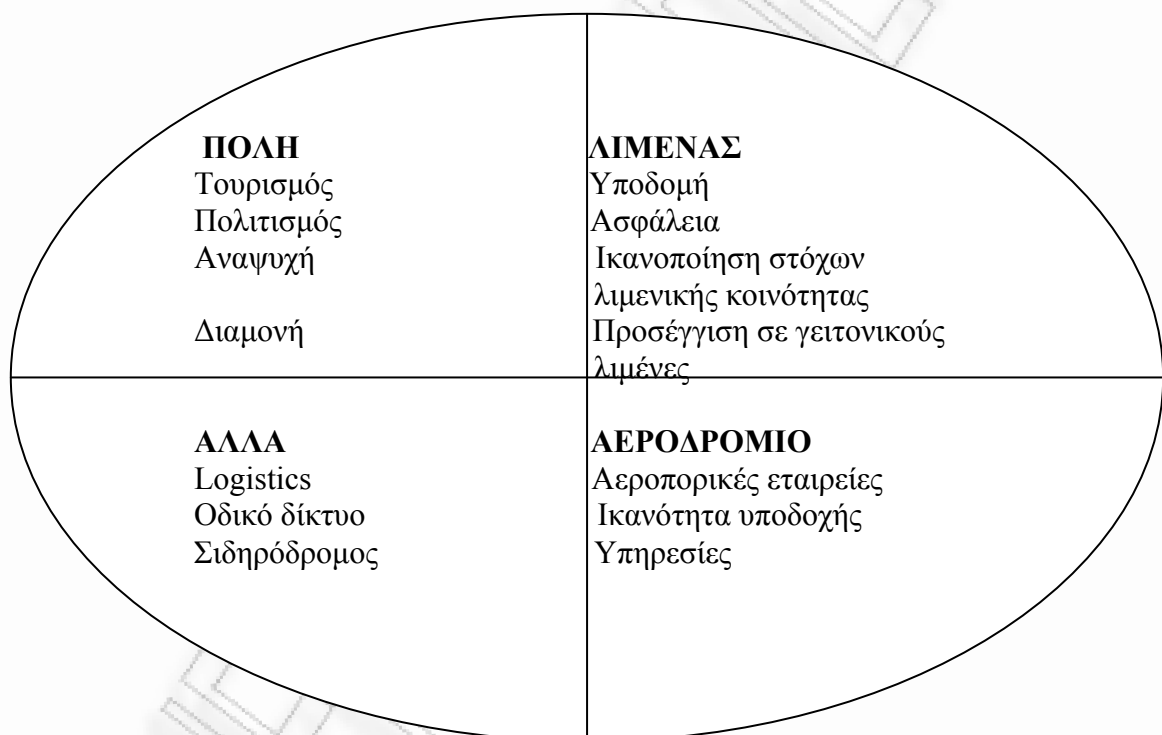 ΠΟΛΗ
Τουρισμός
Πολιτισμός
Αναψυχή
Διαμονή
ΛΙΜΕΝΑΣ
Υποδομή
Ασφάλεια
Ικανοποίηση στόχων
λιμενικής κοινότητας
Προσέγγιση σε γειτονικούς
λιμένες
ΑΛΛΑ
Logistics
Οδικό δίκτυο
Σιδηρόδρομος
ΑΕΡΟΔΡΟΜΙΟ
Αεροπορικές εταιρείες
Ικανότητα υποδοχής
Υπηρεσίες